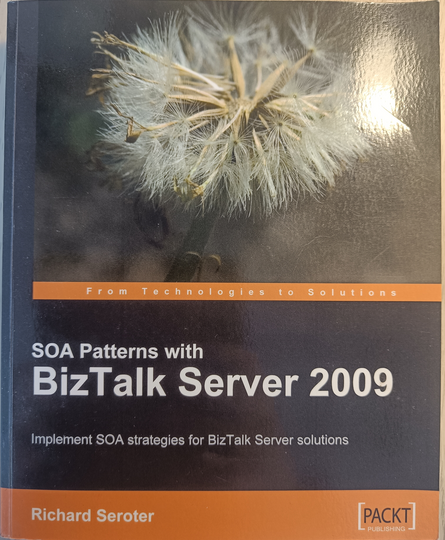 From Technologies to Solutions
SOA Patterns with
BizTalk Server 2009
Implement SOA strategies for BizTalk Server solutions
Richard Seroter
[PACKT]
PUBLISHING